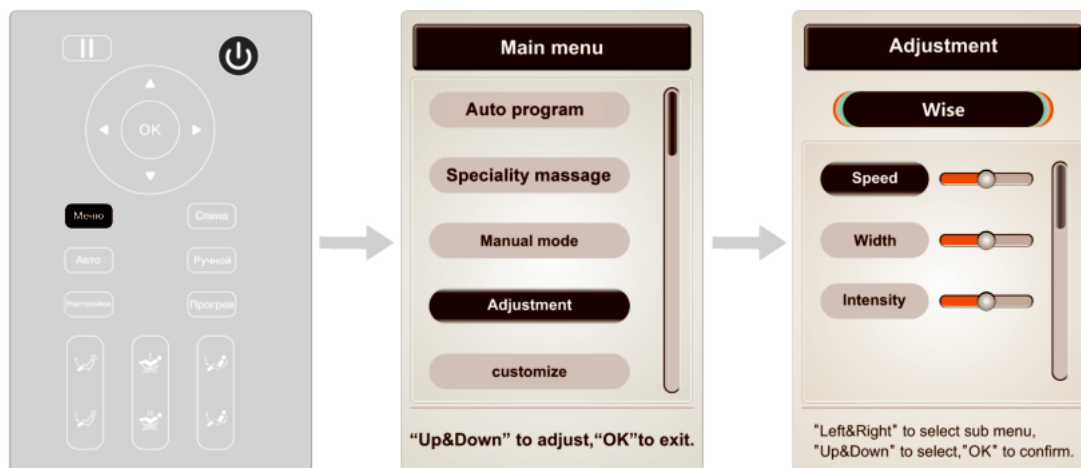 OK
Меню
Спина
Авто
Ручной
Настройка
Прогрев
Main menu
Auto program
Speciality massage
Manual mode
Adjustment
customize
“Up&Down” to adjust,“OK”to exit.
Adjustment
Wise
Speed
Width
Intensity
"Left&Right" to select sub menu,
"Up&Down" to select,"OK" to confirm.